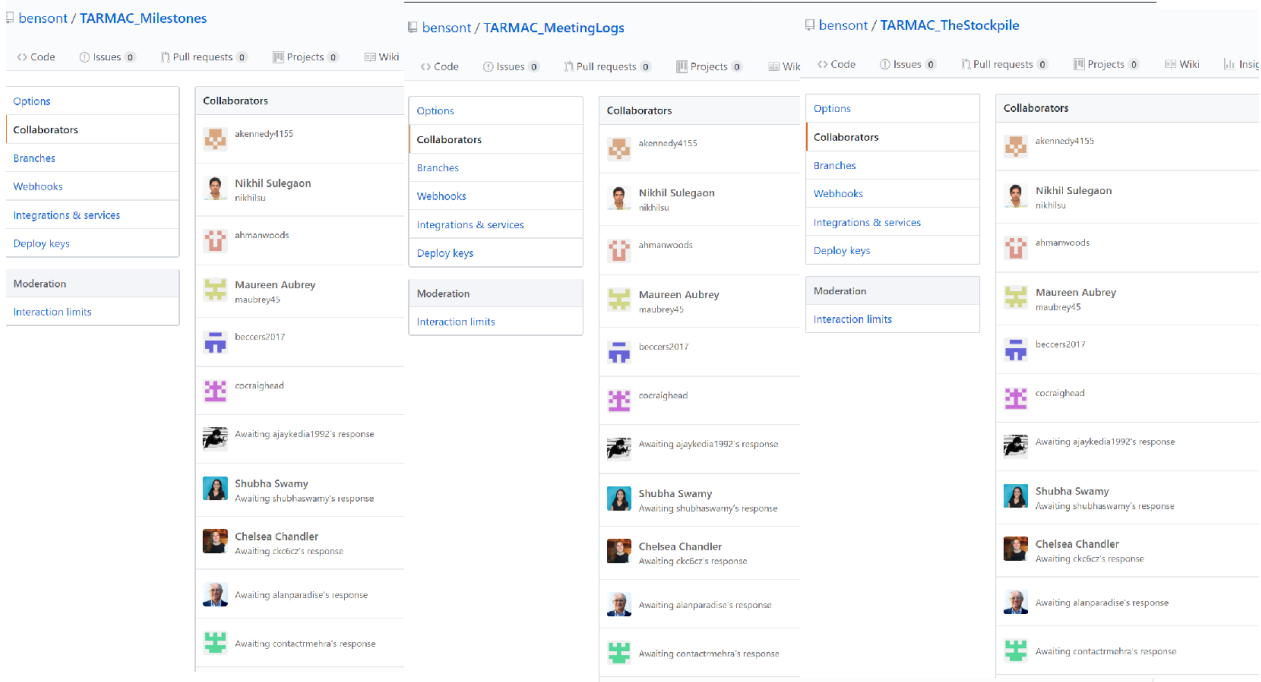 bensont / TARMAC_Milestones
Code Issues 0 Pull requests 0 Projects 0 Wiki
Options
Collaborators
Branches
Webhooks
Integrations & services
Deploy keys
Moderation
Interaction limits
Collaborators
akennedy4155
Nikhil Sulegaon
nikhilsu
ahmanwoods
Maureen Aubrey
maubrey45
beccers2017
cocraighead
Awaiting ajaykedia1992's response
Shubha Swamy
Awaiting shubhaswamy's response
Chelsea Chandler
Awaiting ckc6cz's response
Awaiting alanparadise's response
Awaiting contactrmehra's response
bensont / TARMAC_MeetingLogs
Code Issues 0 Pull requests 0 Projects 0 Wik
Options
Collaborators
Branches
Webhooks
Integrations & services
Deploy keys
Moderation
Interaction limits
Collaborators
akennedy4155
Nikhil Sulegaon
nikhilsu
ahmanwoods
Maureen Aubrey
maubrey45
beccers2017
cocraighead
Awaiting ajaykedia1992's response
Shubha Swamy
Awaiting shubhaswamy's response
Chelsea Chandler
Awaiting ckc6cz's response
Awaiting alanparadise's response
Awaiting contactrmehra's response
bensont / TARMAC_TheStockpile
Code Issues 0 Pull requests 0 Projects 0 Wiki Insig
Options
Collaborators
Branches
Webhooks
Integrations & services
Deploy keys
Moderation
Interaction limits
Collaborators
akennedy4155
Nikhil Sulegaon
nikhilsu
ahmanwoods
Maureen Aubrey
maubrey45
beccers2017
cocraighead
Awaiting ajaykedia1992's response
Shubha Swamy
Awaiting shubhaswamy's response
Chelsea Chandler
Awaiting ckc6cz's response
Awaiting alanparadise's response
Awaiting contactrmehra's response